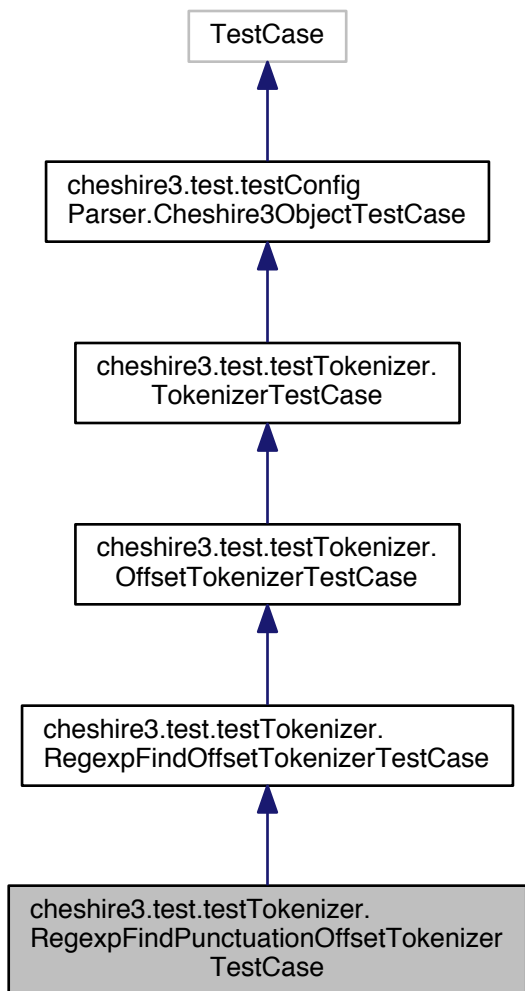 TestCase
cheshire3.test.testConfig
Parser.Cheshire3ObjectTestCase
cheshire3.test.testTokenizer.
TokenizerTestCase
cheshire3.test.testTokenizer.
OffsetTokenizerTestCase
cheshire3.test.testTokenizer.
RegexpFindOffsetTokenizerTestCase
cheshire3.test.testTokenizer.
RegexpFindPunctuationOffsetTokenizer
TestCase